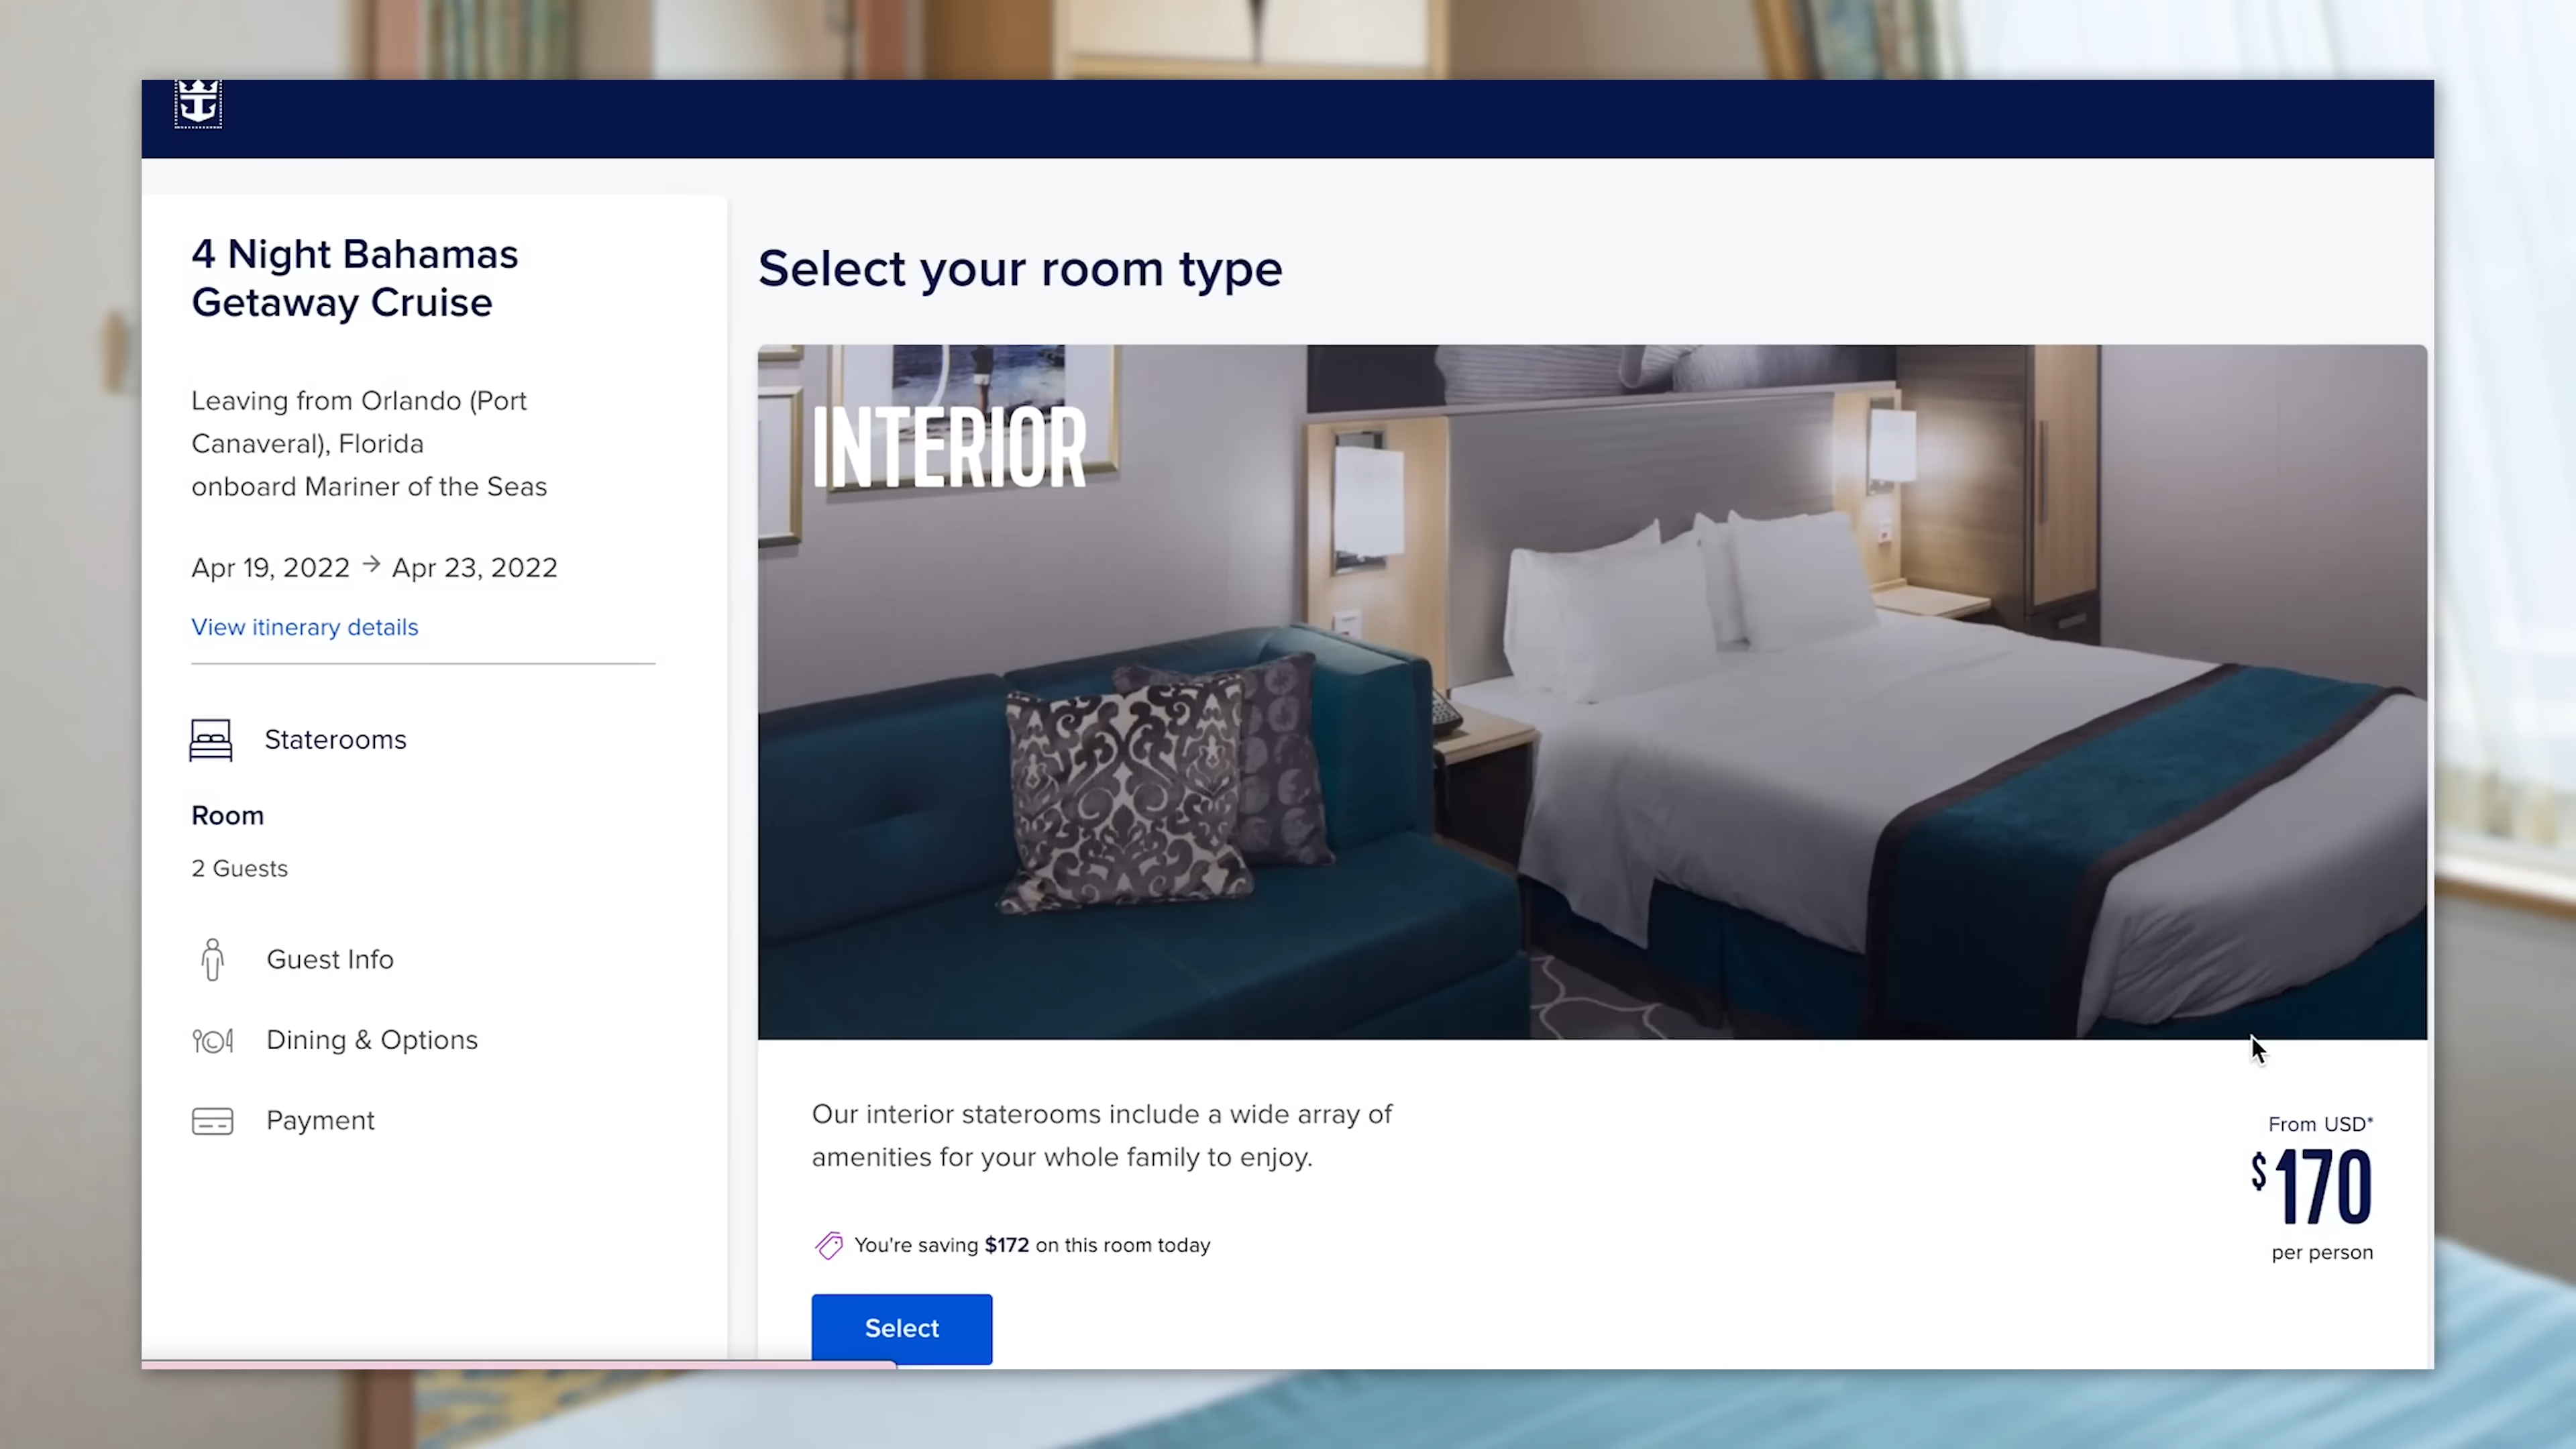 4 Night Bahamas
Getaway Cruise
Leaving from Orlando (Port
Canaveral), Florida
onboard Mariner of the Seas
Apr 19, 2022 → Apr 23, 2022
View itinerary details
Staterooms
Room
2 Guests
Guest Info
Dining & Options
Payment
Select your room type
INTERIOR
Our interior staterooms include a wide array of
amenities for your whole family to enjoy.
You're saving $172 on this room today
Select
From USD*
$170
per person